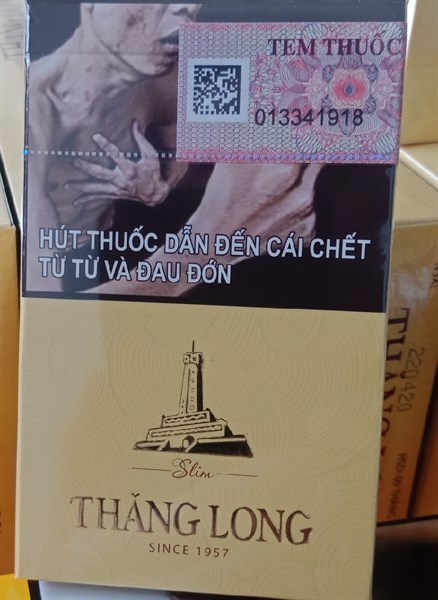 TEM THUỐC
013341918
HÚT THUỐC DẪN ĐẾN CÁI CHẾT
TỪ TỪ VÀ ĐAU ĐỚN
Slim
THĂNG LONG
SINCE 1957
220420